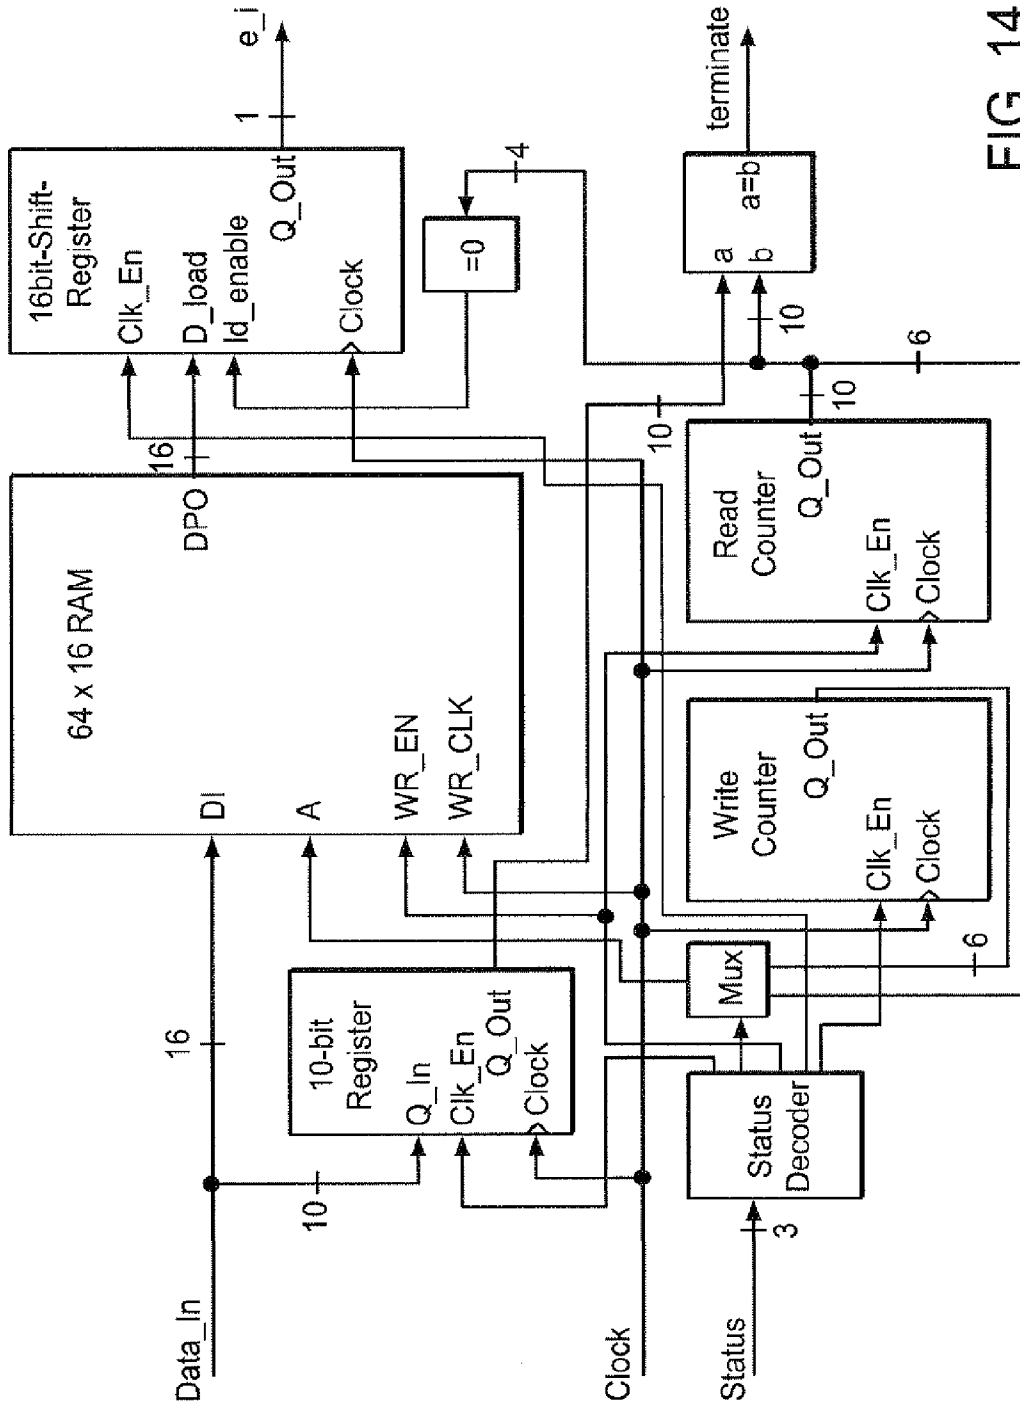 Data_In
16
10
10-bit
Register
Q_In
Clk_En
Q_Out
Clock
64 x 16 RAM
DI
A
WR_EN
WR_CLK
DPO
16
16bit-Shift-
Register
Clk_En
D_load
ld_enable
Q_Out
Clock
1
e_i
=0
4
Clock
Status
3
Status
Decoder
Mux
6
Write
Counter
Q_Out
Clk_En
Clock
Read
Counter
Q_Out
Clk_En
Clock
10
10
10
6
a
b
a=b
terminate
FIG 14